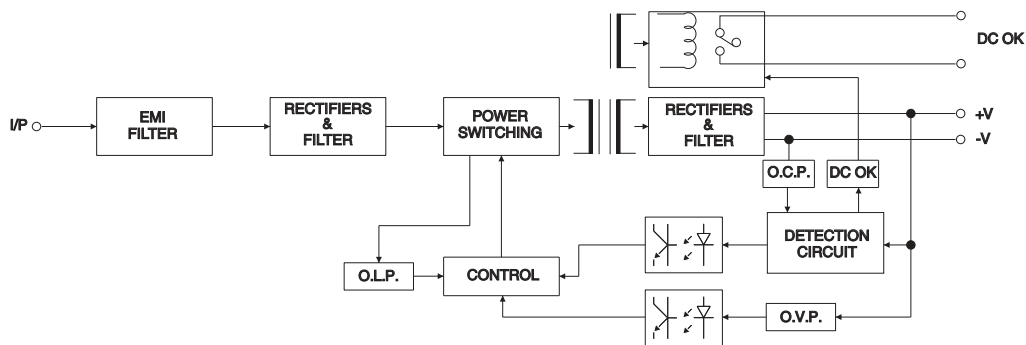 DC OK
I/P
EMI
FILTER
RECTIFIERS
&
FILTER
POWER
SWITCHING
RECTIFIERS
&
FILTER
+V
-V
O.C.P.
DC OK
DETECTION
CIRCUIT
O.L.P.
CONTROL
O.V.P.